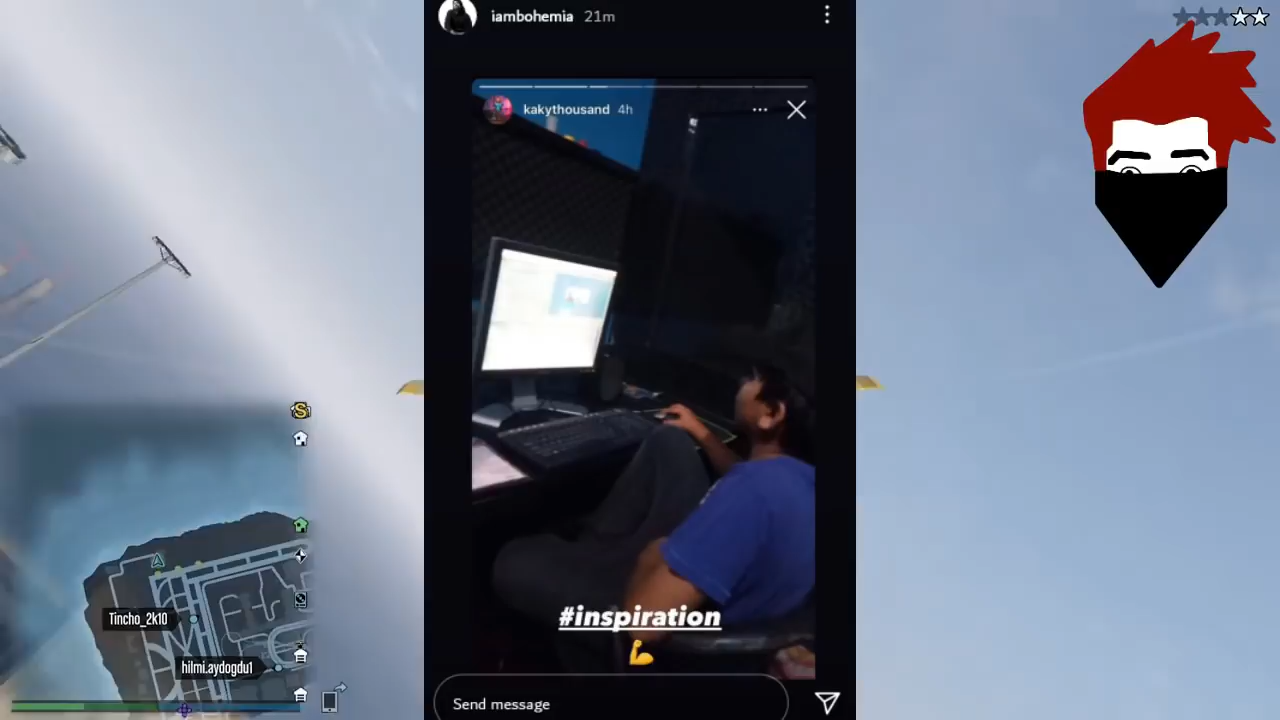 iambohemia 21m
kakythousand 4h
#inspiration
Send message
S
Tincho_2k10
hilmi.aydogdu1